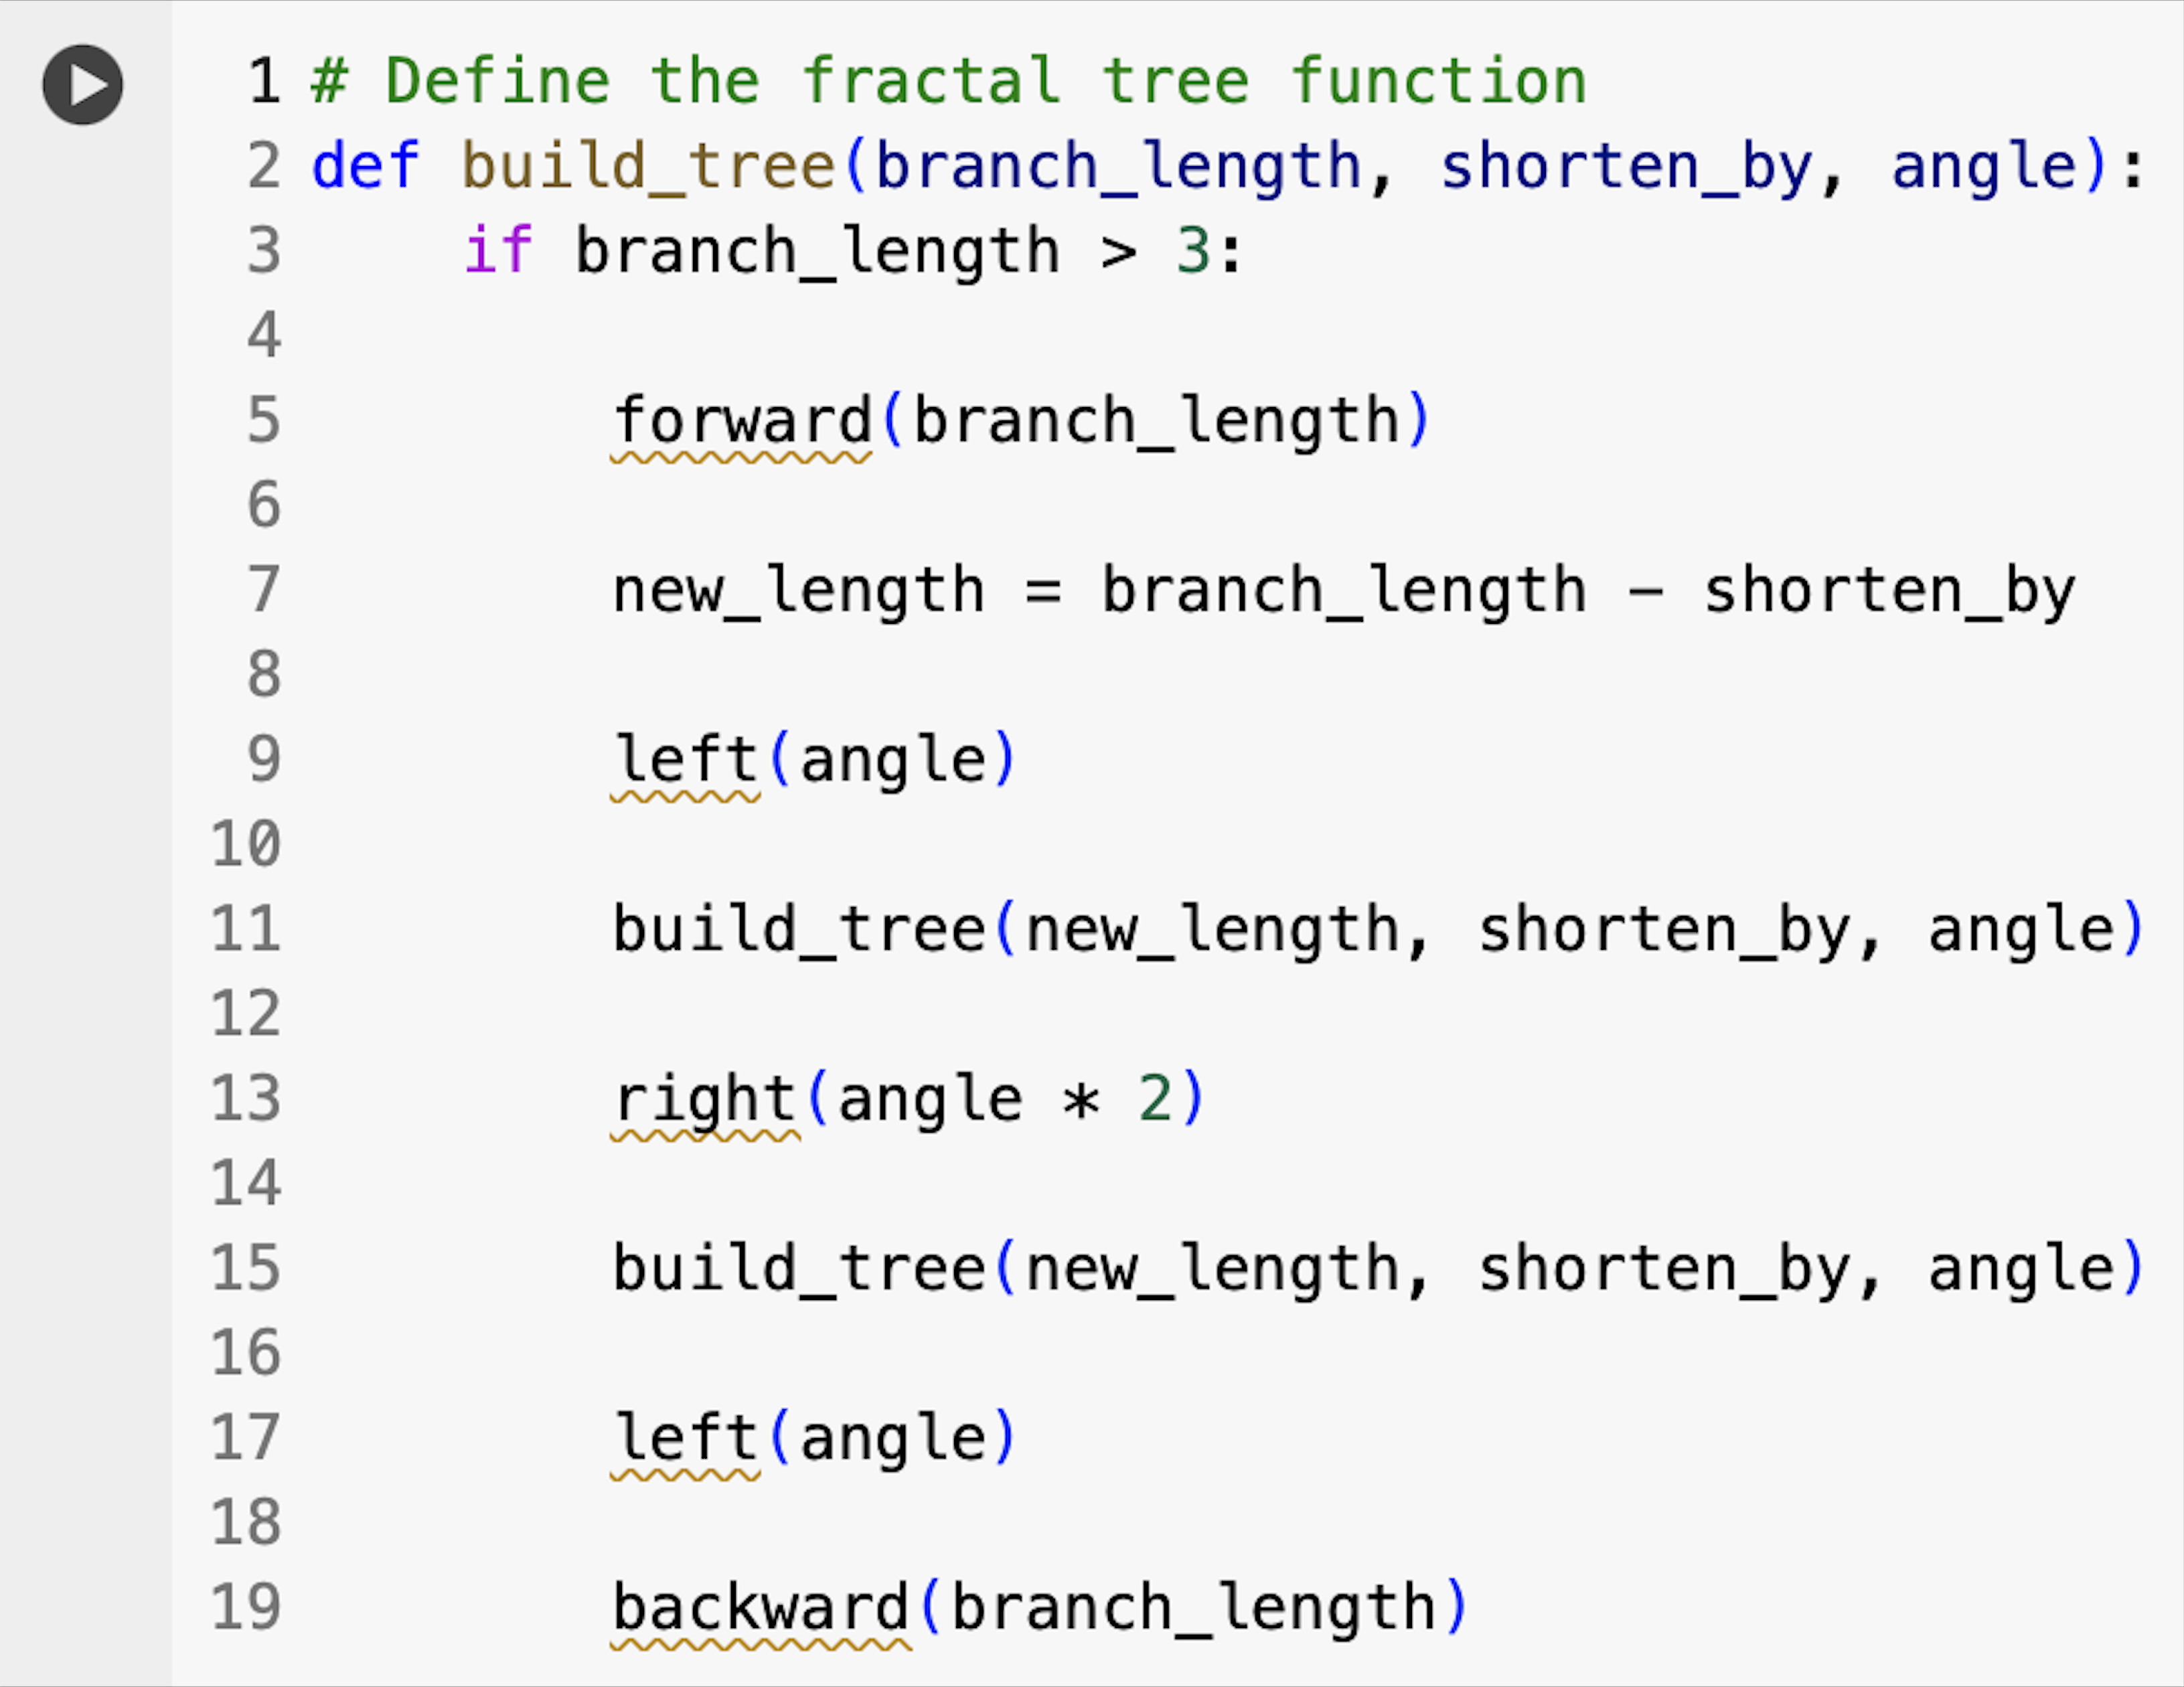 1 # Define the fractal tree function
2 def build_tree(branch_length, shorten_by, angle):
3     if branch_length > 3:
4
5         forward(branch_length)
6
7         new_length = branch_length - shorten_by
8
9         left(angle)
10
11         build_tree(new_length, shorten_by, angle)
12
13         right(angle * 2)
14
15         build_tree(new_length, shorten_by, angle)
16
17         left(angle)
18
19         backward(branch_length)